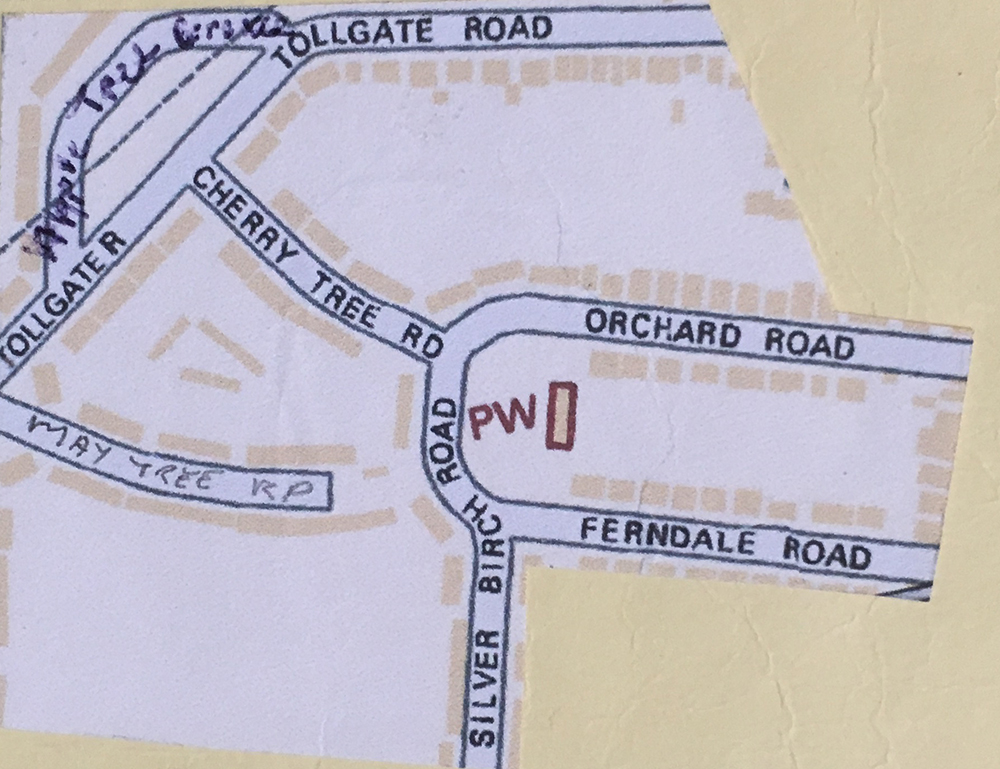 Apple Tree Grove
TOLLGATE ROAD
CHERRY TREE RD
TOLLGATE R
ORCHARD ROAD
PW
MAY TREE RD
SILVER BIRCH ROAD
FERNDALE ROAD